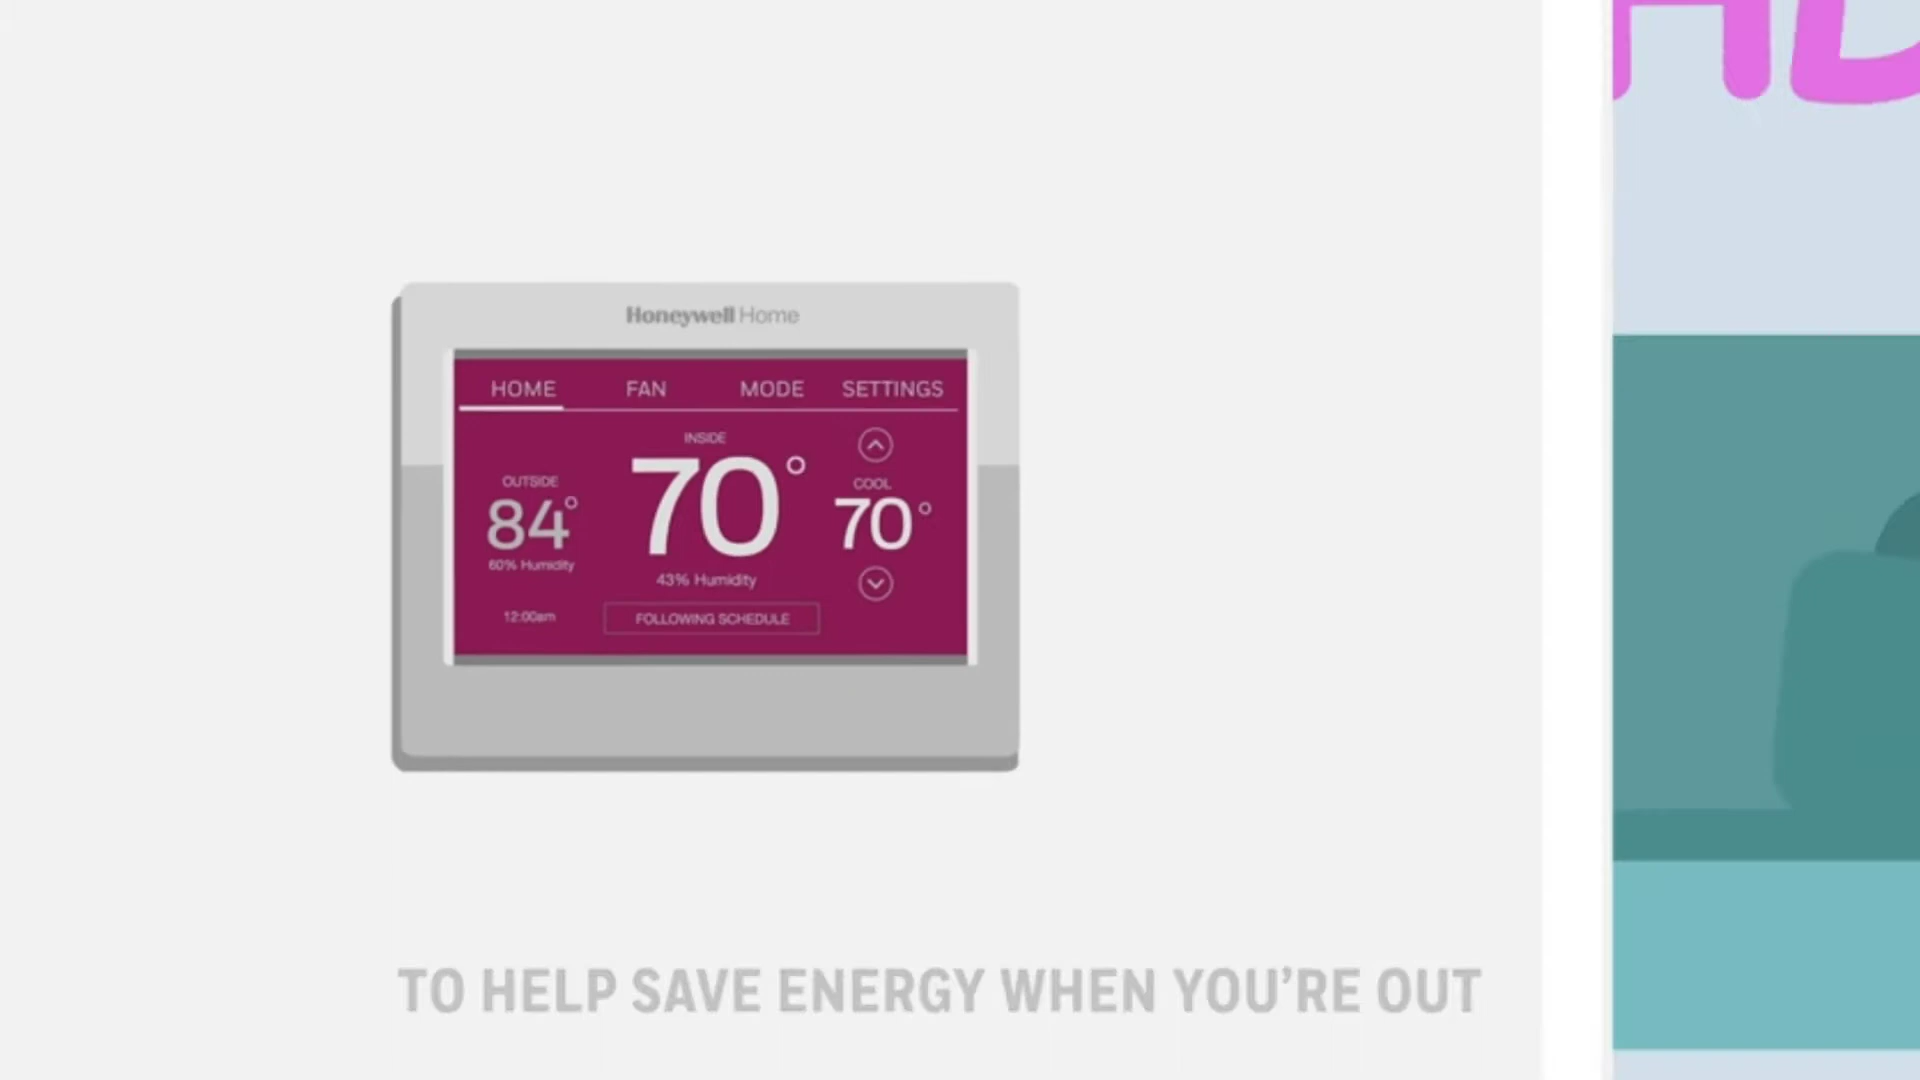 Honeywell Home
HOME FAN MODE SETTINGS
INSIDE
70°
43% Humidity
OUTSIDE
84°
60% Humidity
COOL
70°
12:00am
FOLLOWING SCHEDULE
TO HELP SAVE ENERGY WHEN YOU'RE OUT